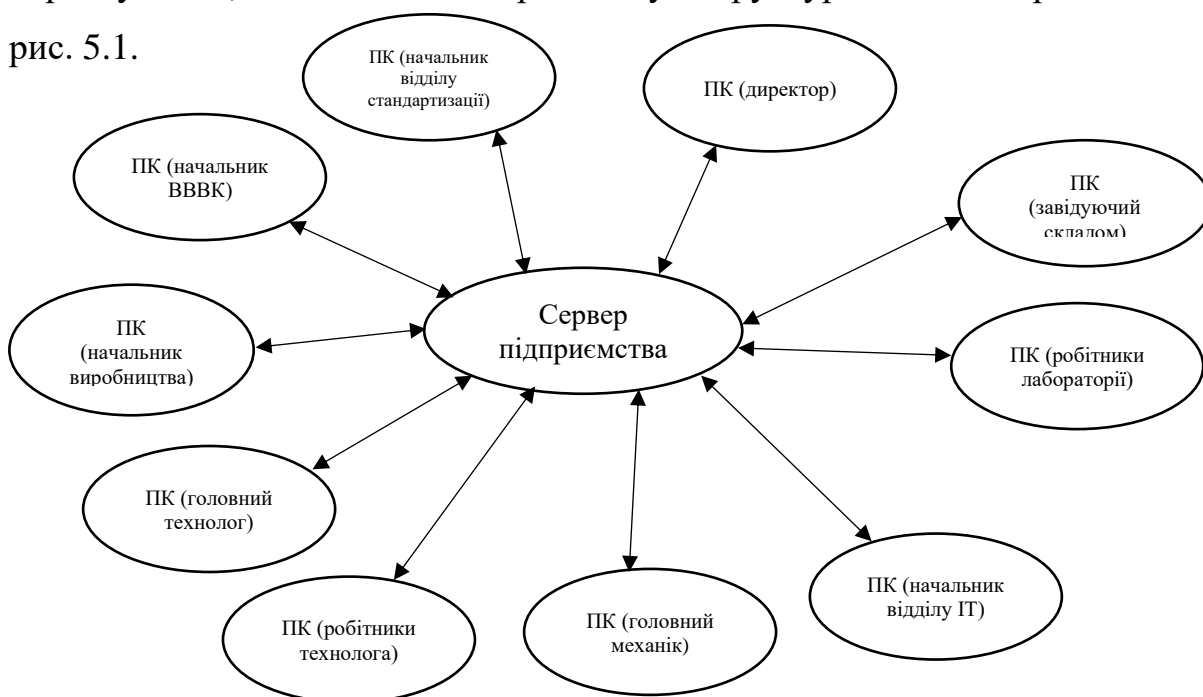 рис. 5.1.
ПК (начальник
відділу
стандартизації)
ПК (директор)
ПК (начальник
ВВВК)
ПК
(завідуючий
складом)
Сервер
підприємства
ПК
(начальник
виробництва)
ПК (робітники
лабораторії)
ПК (головний
технолог)
ПК (начальник
відділу ІТ)
ПК (робітники
технолога)
ПК (головний
механік)